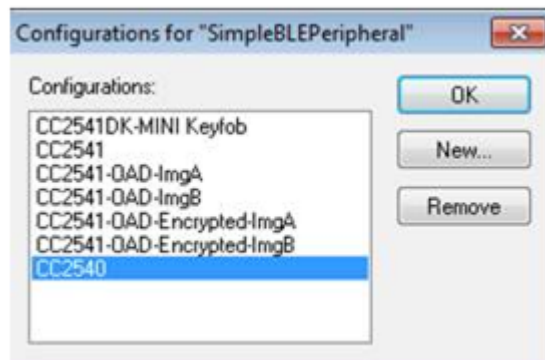 Configurations for "SimpleBLEPeripheral"
Configurations:
CC2541DK-MINI Keyfob
CC2541
CC2541-OAD-ImgA
CC2541-OAD-ImgB
CC2541-OAD-Encrypted-ImgA
CC2541-OAD-Encrypted-ImgB
CC2540
OK
New...
Remove